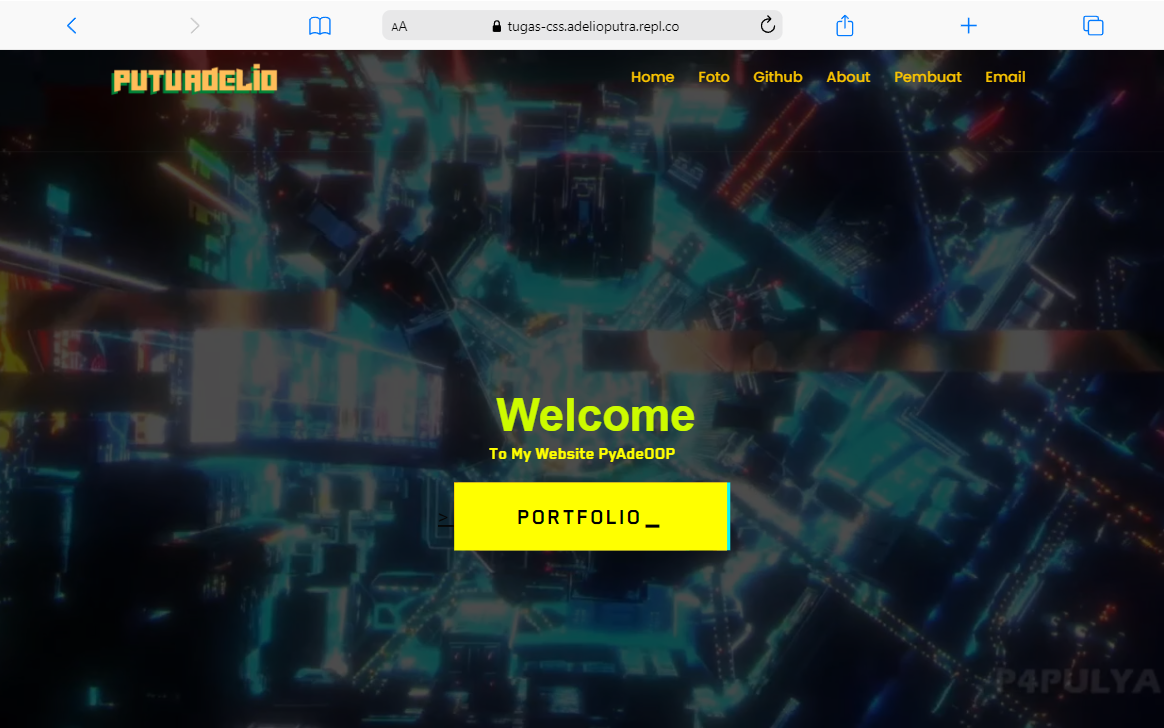 AA
tugas-css.adelioputra.repl.co
PUTUADELIO
Home Foto Github About Pembuat Email
Welcome
To My Website PyAdeOOP
>
PORTFOLIO_
P4PULYA